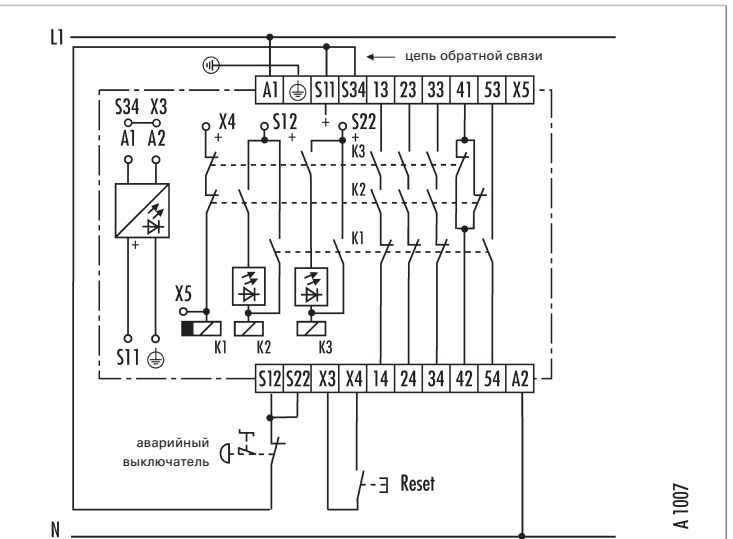 L1
цепь обратной связи
A1 S11 S34 13 23 33 41 53 X5
S34 X3
A1 A2
X4 S12 S22
+ + + +
K3
K2
K1
+
X5
K1 K2 K3
S11
S12 S22 X3 X4 14 24 34 42 54 A2
аварийный
выключатель
Reset
N
A 1007